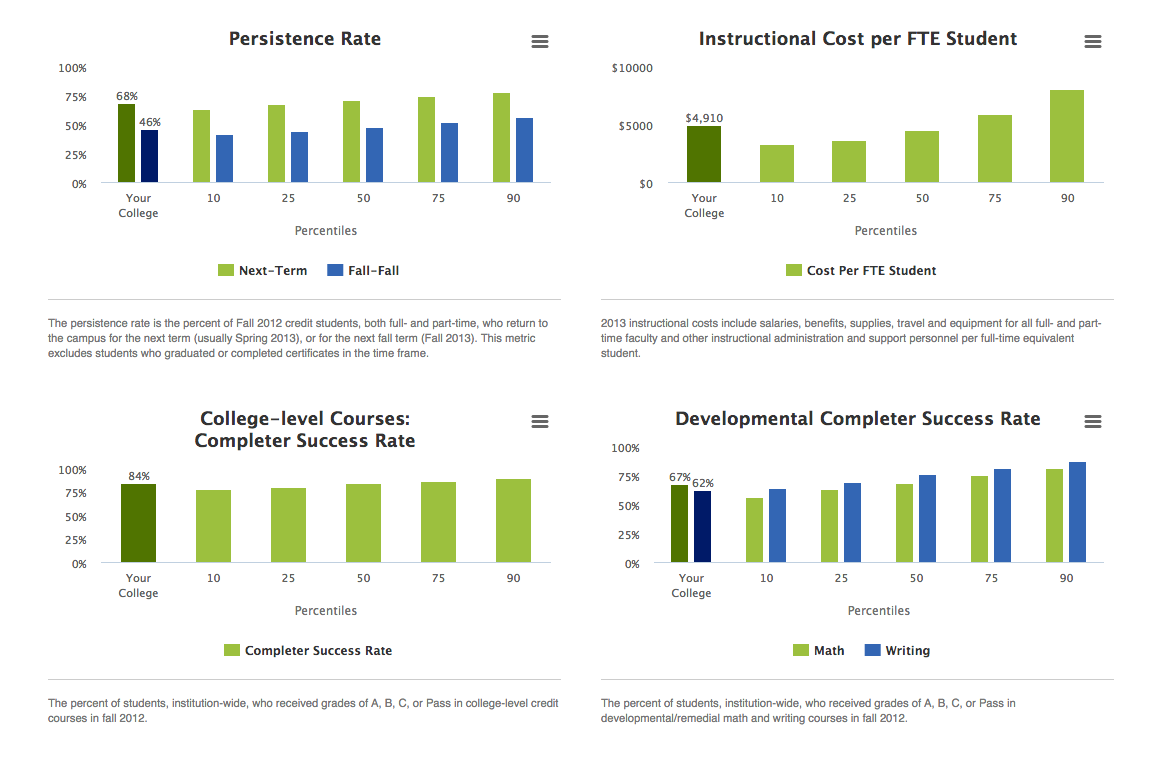 Persistence Rate
100%
75%
50%
25%
0%
68%
46%
Your College
10
25
50
75
90
Percentiles
Next-Term
Fall-Fall
The persistence rate is the percent of Fall 2012 credit students, both full- and part-time, who return to
the campus for the next term (usually Spring 2013), or for the next fall term (Fall 2013). This metric
excludes students who graduated or completed certificates in the time frame.
Instructional Cost per FTE Student
$10000
$5000
$0
$4,910
Your College
10
25
50
75
90
Percentiles
Cost Per FTE Student
2013 instructional costs include salaries, benefits, supplies, travel and equipment for all full- and part-
time faculty and other instructional administration and support personnel per full-time equivalent
student.
College-level Courses:
Completer Success Rate
100%
75%
50%
25%
0%
84%
Your College
10
25
50
75
90
Percentiles
Completer Success Rate
The percent of students, institution-wide, who received grades of A, B, C, or Pass in college-level credit
courses in fall 2012.
Developmental Completer Success Rate
100%
75%
50%
25%
0%
67%
62%
Your College
10
25
50
75
90
Percentiles
Math
Writing
The percent of students, institution-wide, who received grades of A, B, C, or Pass in
developmental/remedial math and writing courses in fall 2012.